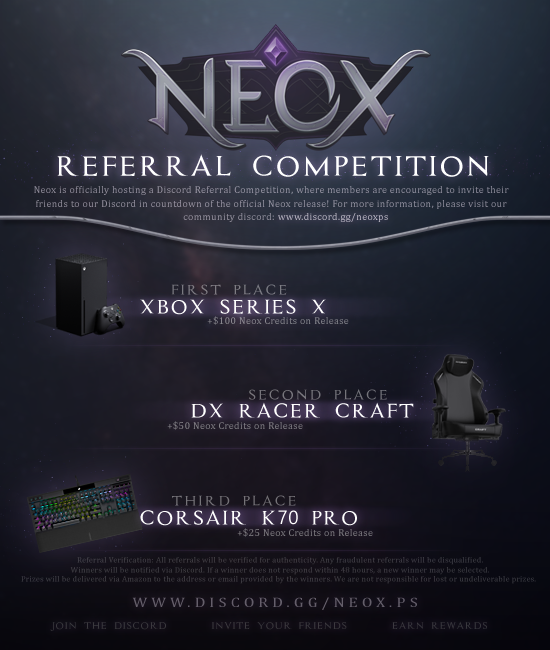 NEOX
REFERRAL COMPETITION
Neox is officially hosting a Discord Referral Competition, where members are encouraged to invite their
friends to our Discord in countdown of the official Neox release! For more information, please visit our
community discord: www.discord.gg/neoxps
FIRST PLACE
XBOX SERIES X
+$100 Neox Credits on Release
SECOND PLACE
DX RACER CRAFT
+$50 Neox Credits on Release
THIRD PLACE
CORSAIR K70 PRO
+$25 Neox Credits on Release
Referral Verification: All referrals will be verified for authenticity. Any fraudulent referrals will be disqualified.
Winners will be notified via Discord. If a winner does not respond within 48 hours, a new winner may be selected.
Prizes will be delivered via Amazon to the address or email provided by the winners. We are not responsible for lost or undeliverable prizes.
WWW.DISCORD.GG/NEOX.PS
JOIN THE DISCORD INVITE YOUR FRIENDS EARN REWARDS